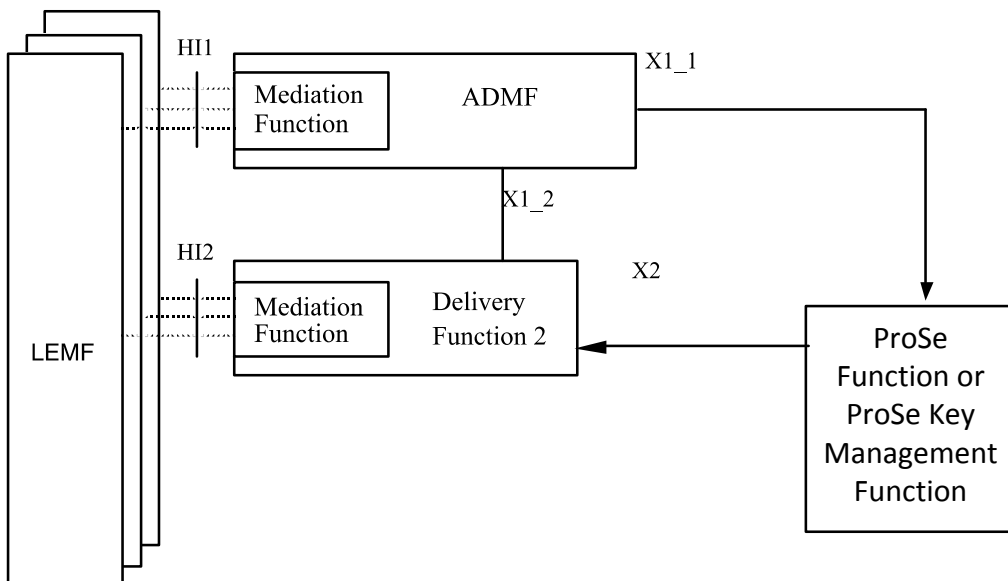 HI1
X1_1
Mediation
Function
ADMF
X1_2
HI2
X2
Mediation
Function
Delivery
Function 2
LEMF
ProSe
Function or
ProSe Key
Management
Function